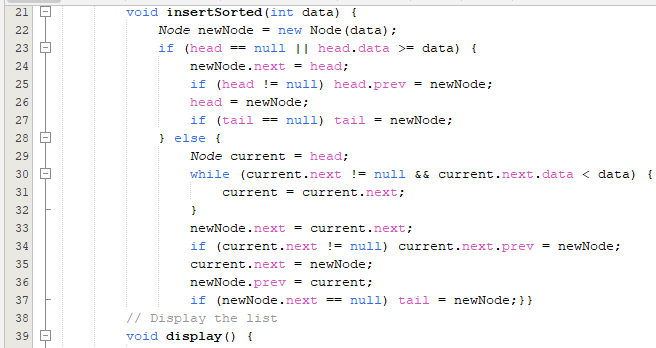 21 void insertSorted(int data) {
22 Node newNode = new Node(data);
23 if (head == null || head.data >= data) {
24 newNode.next = head;
25 if (head != null) head.prev = newNode;
26 head = newNode;
27 if (tail == null) tail = newNode;
28 } else {
29 Node current = head;
30 while (current.next != null && current.next.data < data) {
31 current = current.next;
32 }
33 newNode.next = current.next;
34 if (current.next != null) current.next.prev = newNode;
35 current.next = newNode;
36 newNode.prev = current;
37 if (newNode.next == null) tail = newNode;}}
38 // Display the list
39 void display() {